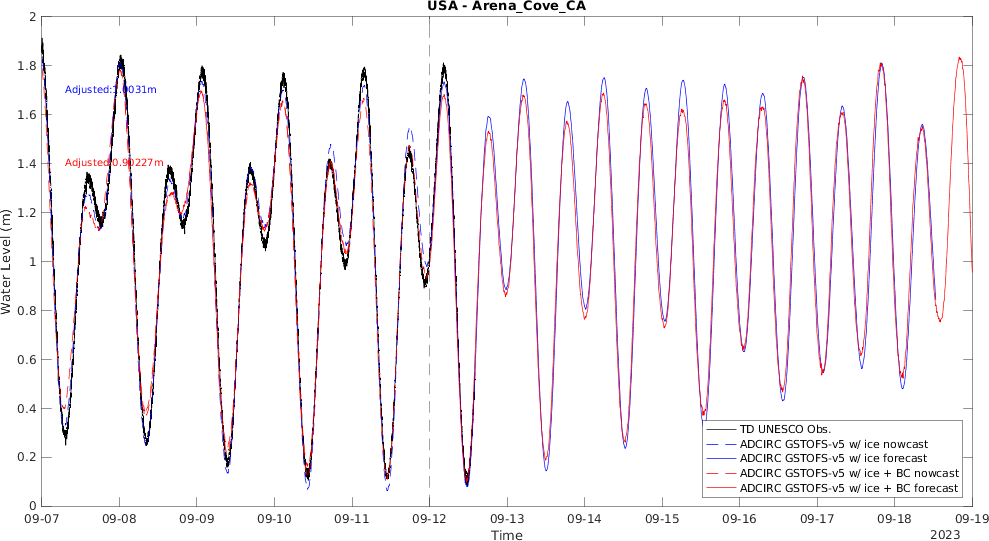 USA - Arena_Cove_CA
2
1.8
1.6
1.4
1.2
1
0.8
0.6
0.4
0.2
0
Water Level (m)
Adjusted:1.0031m
Adjusted:0.90227m
TD UNESCO Obs.
ADCIRC GSTOFS-v5 w/ ice nowcast
ADCIRC GSTOFS-v5 w/ ice forecast
ADCIRC GSTOFS-v5 w/ ice + BC nowcast
ADCIRC GSTOFS-v5 w/ ice + BC forecast
09-07 09-08 09-09 09-10 09-11 09-12 09-13 09-14 09-15 09-16 09-17 09-18 09-19
Time
2023